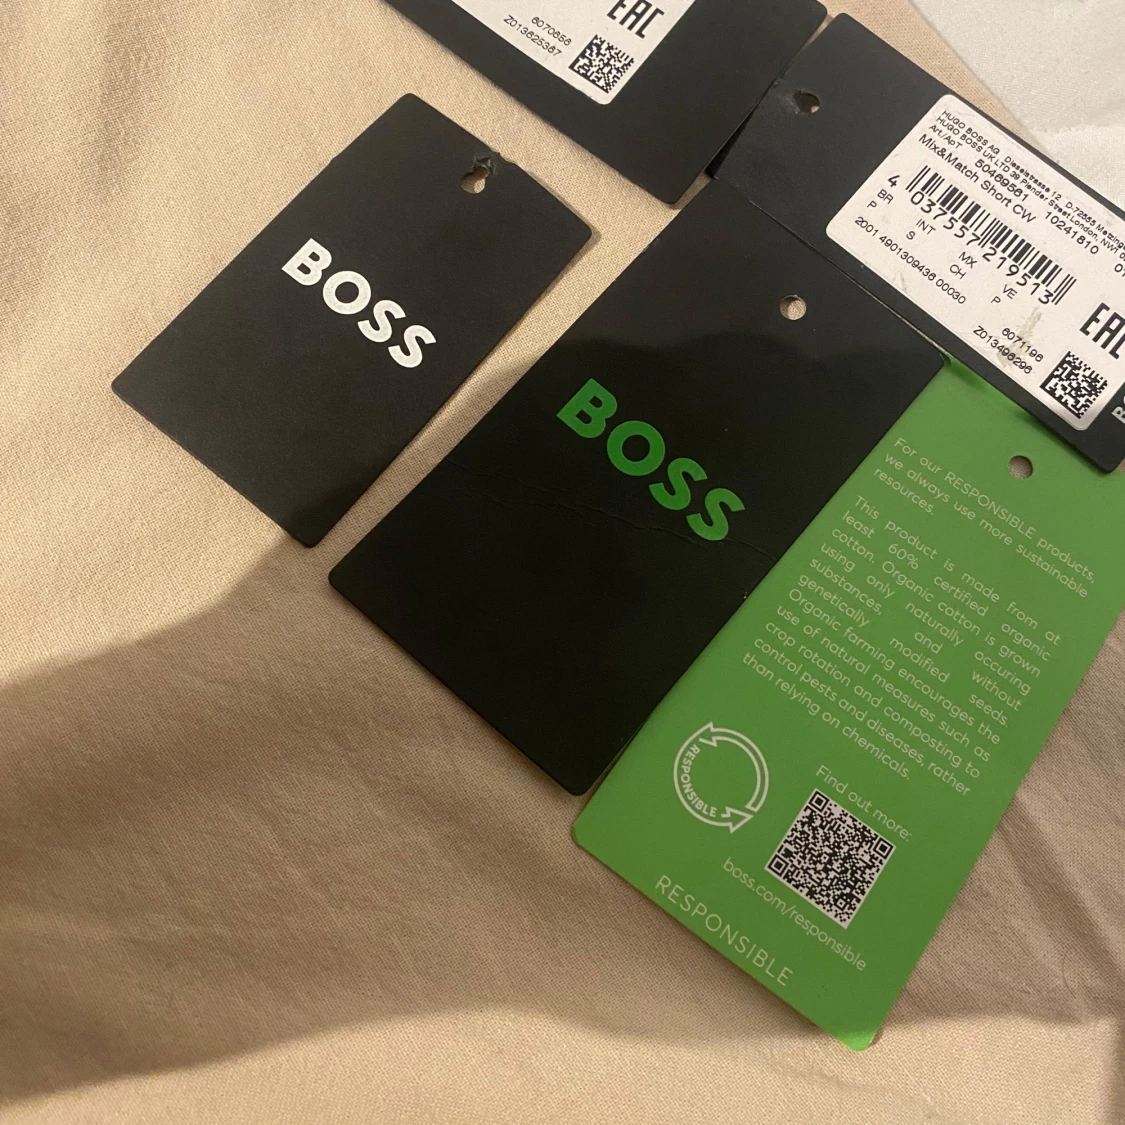 EAC
6070656
Z013625367
BOSS
BOSS
HUGO BOSS AG Dieselstrasse 12 D-72555
HUGO BOSS UK LTD 39 Plender Street London, NW1
Art/Apт 50469561
Mix&Match Short CW 10241810 01
4 037557 219513
BR INT MX VE
P S CH P
2001 4901309436 00030
6071196
Z013496296
EAC
For our RESPONSIBLE products,
we always use more sustainable
resources.
This product is made from at
least 60% certified organic
cotton. Organic cotton is grown
using only naturally occuring
substances, and without
genetically modified seeds.
Organic farming encourages the
use of natural measures such as
crop rotation and composting to
control pests and diseases, rather
than relying on chemicals.
RESPONSIBLE
Find out more:
boss.com/responsible
RESPONSIBLE